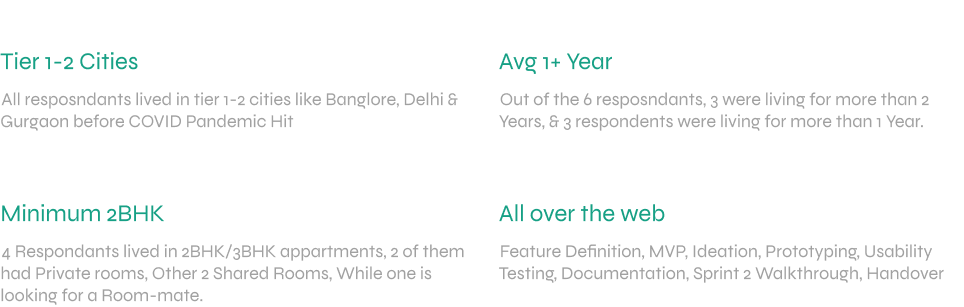 Tier 1-2 Cities
All resposndants lived in tier 1-2 cities like Banglore, Delhi &
Gurgaon before COVID Pandemic Hit
Avg 1+ Year
Out of the 6 resposndants, 3 were living for more than 2
Years, & 3 respondents were living for more than 1 Year.
Minimum 2BHK
4 Respondants lived in 2BHK/3BHK appartments, 2 of them
had Private rooms, Other 2 Shared Rooms, While one is
looking for a Room-mate.
All over the web
Feature Definition, MVP, Ideation, Prototyping, Usability
Testing, Documentation, Sprint 2 Walkthrough, Handover